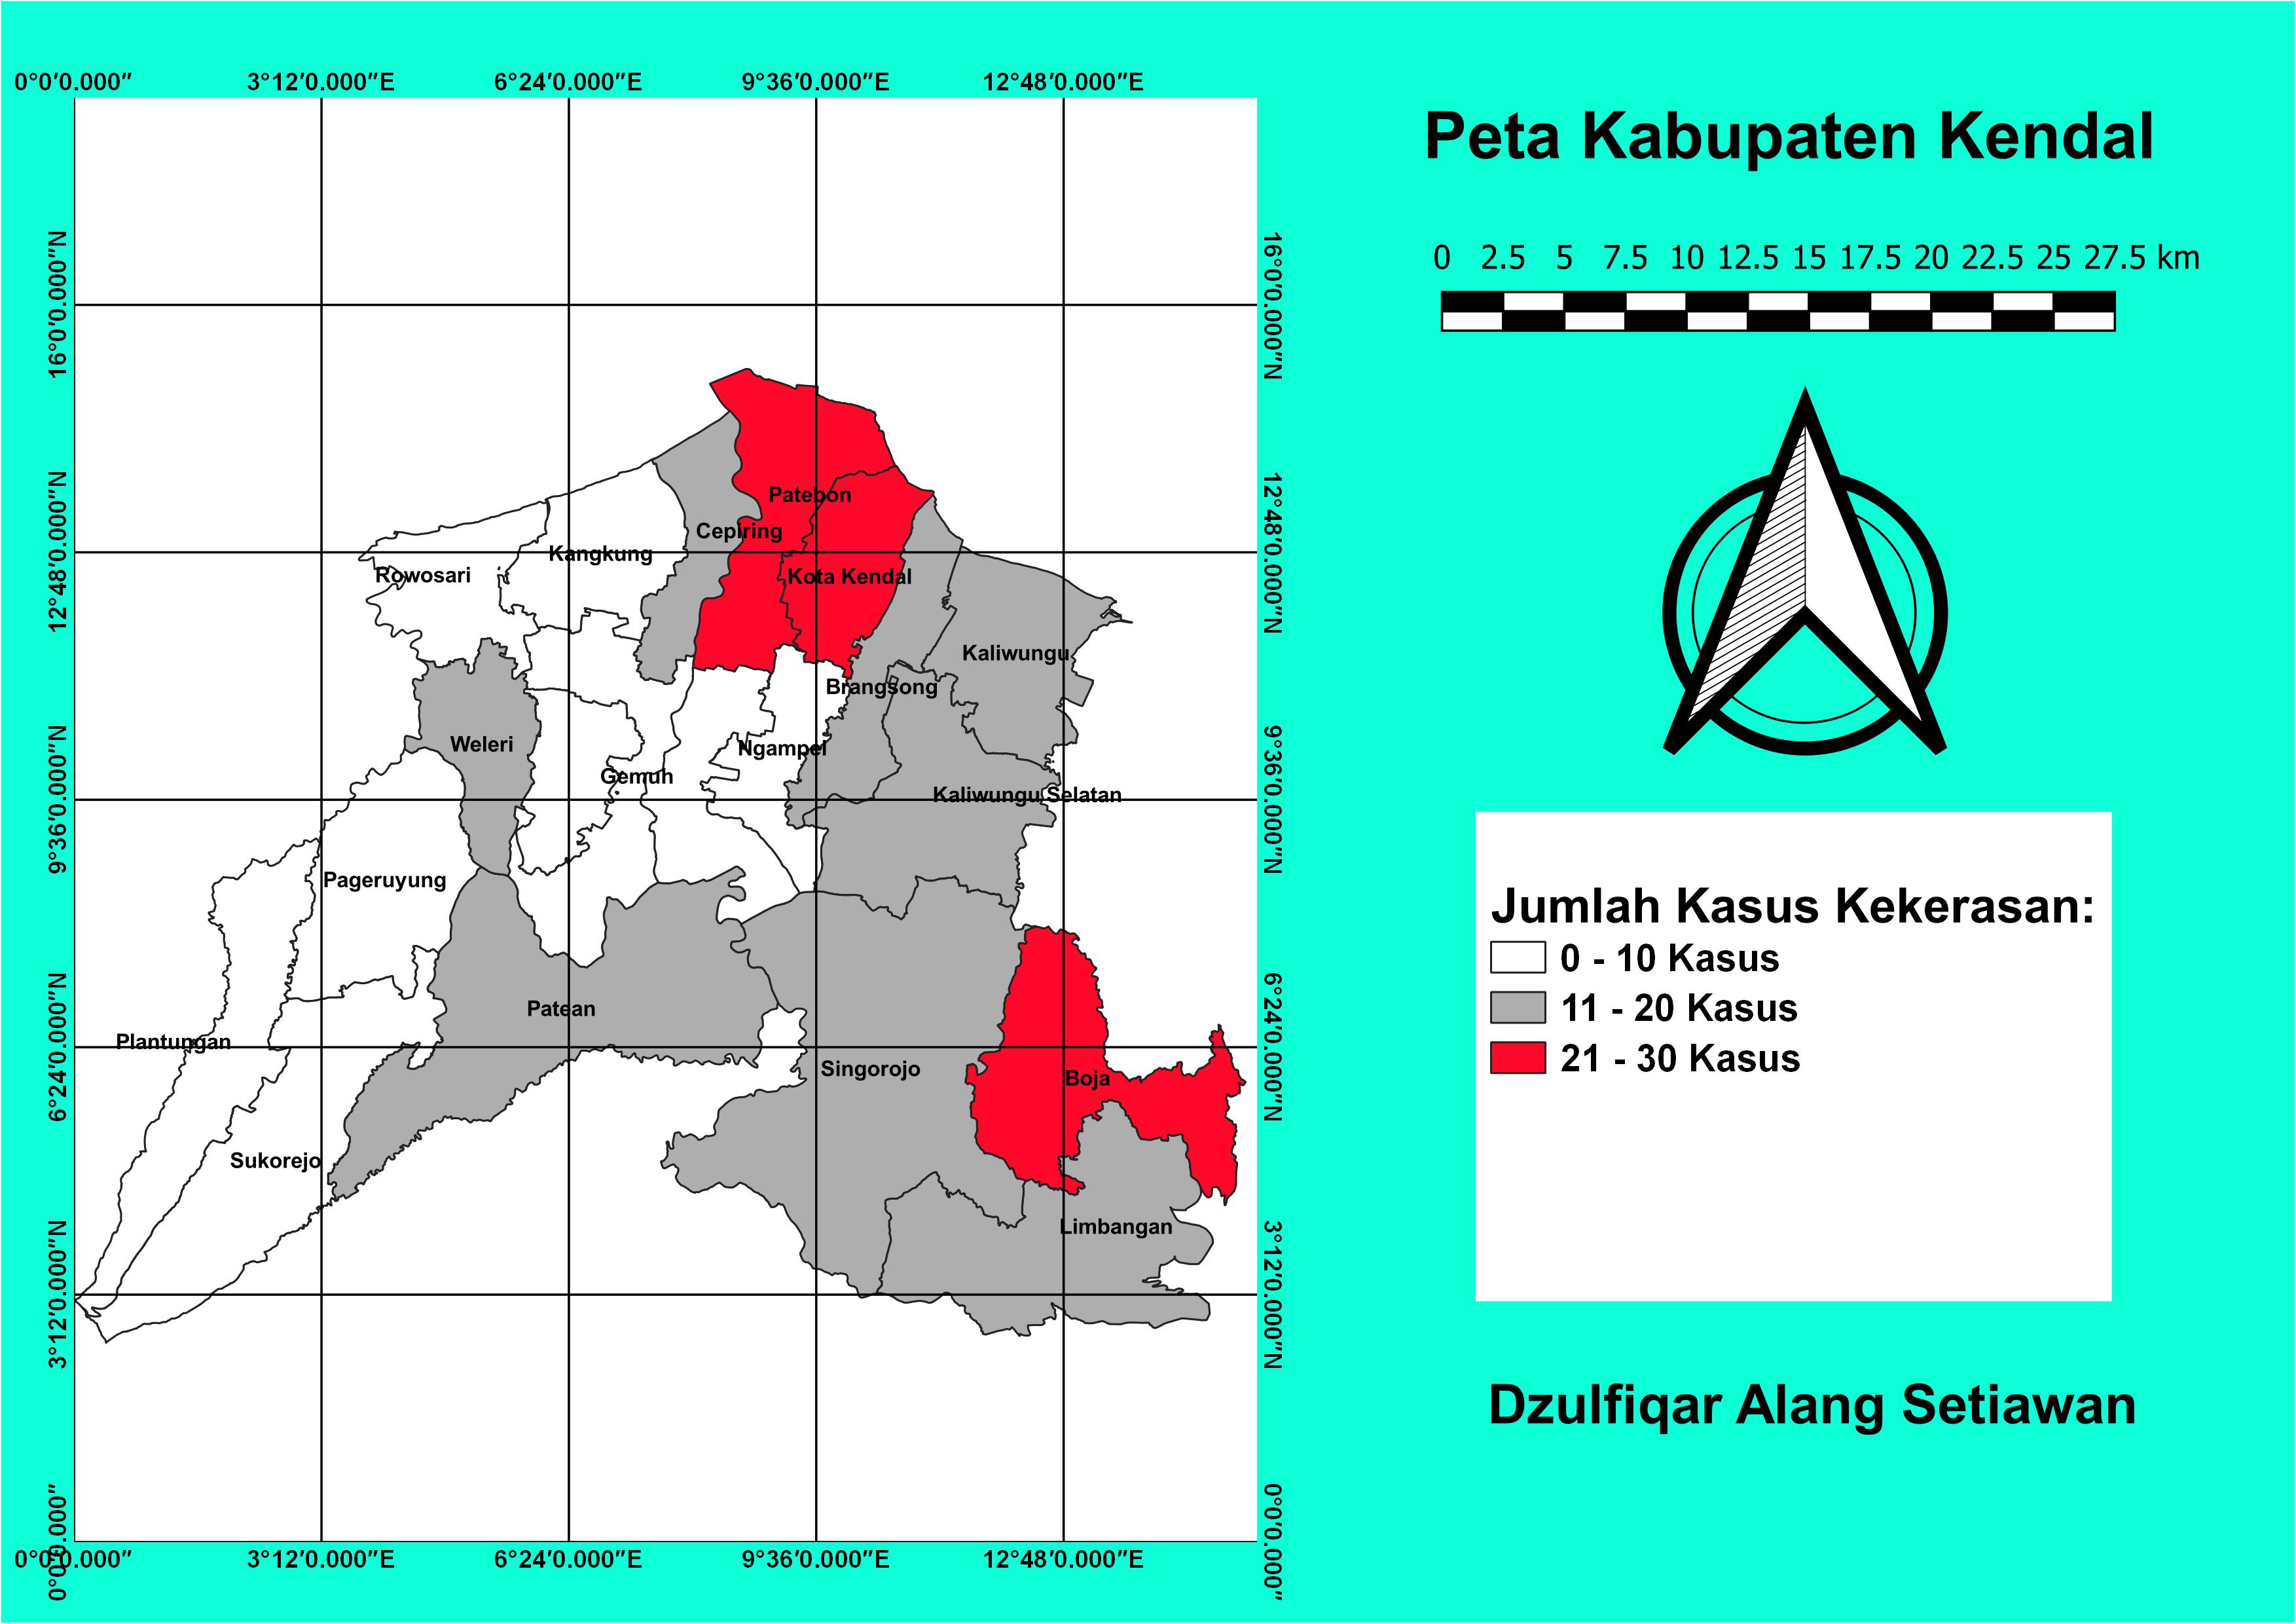 Peta Kabupaten Kendal
0 2.5 5 7.5 10 12.5 15 17.5 20 22.5 25 27.5 km
0°0′0.000″ 3°12′0.000″E 6°24′0.000″E 9°36′0.000″E 12°48′0.000″E
16°0′0.000″N
12°48′0.000″N
9°36′0.000″N
6°24′0.000″N
3°12′0.000″N
0°0′0.000″
16°0′0.000″N
12°48′0.000″N
9°36′0.000″N
6°24′0.000″N
3°12′0.000″N
0°0′0.000″
Patebon
Cepiring
Kangkung
Rowosari
Kota Kendal
Kaliwungu
Brangsong
Weleri
Ngampel
Gemuh
Kaliwungu Selatan
Pageruyung
Patean
Plantungan
Singorojo
Boja
Sukorejo
Limbangan
0°0′0.000″ 3°12′0.000″E 6°24′0.000″E 9°36′0.000″E 12°48′0.000″E
Jumlah Kasus Kekerasan:
0 - 10 Kasus
11 - 20 Kasus
21 - 30 Kasus
Dzulfiqar Alang Setiawan